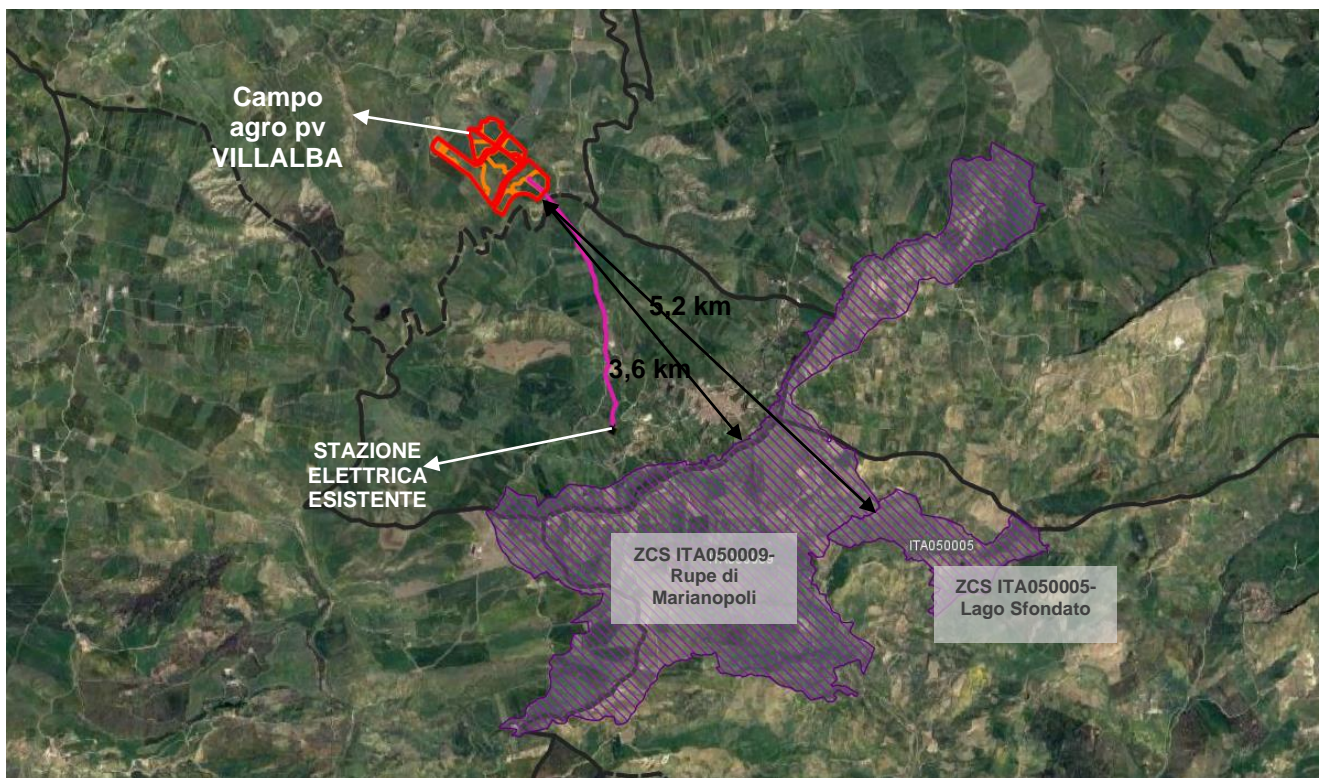 Campo
agro pv
VILLALBA
5,2 km
3,6 km
STAZIONE
ELETTRICA
ESISTENTE
ITA050005
ZCS ITA050009-
Rupe di
Marianopoli
ZCS ITA050005-
Lago Sfondato